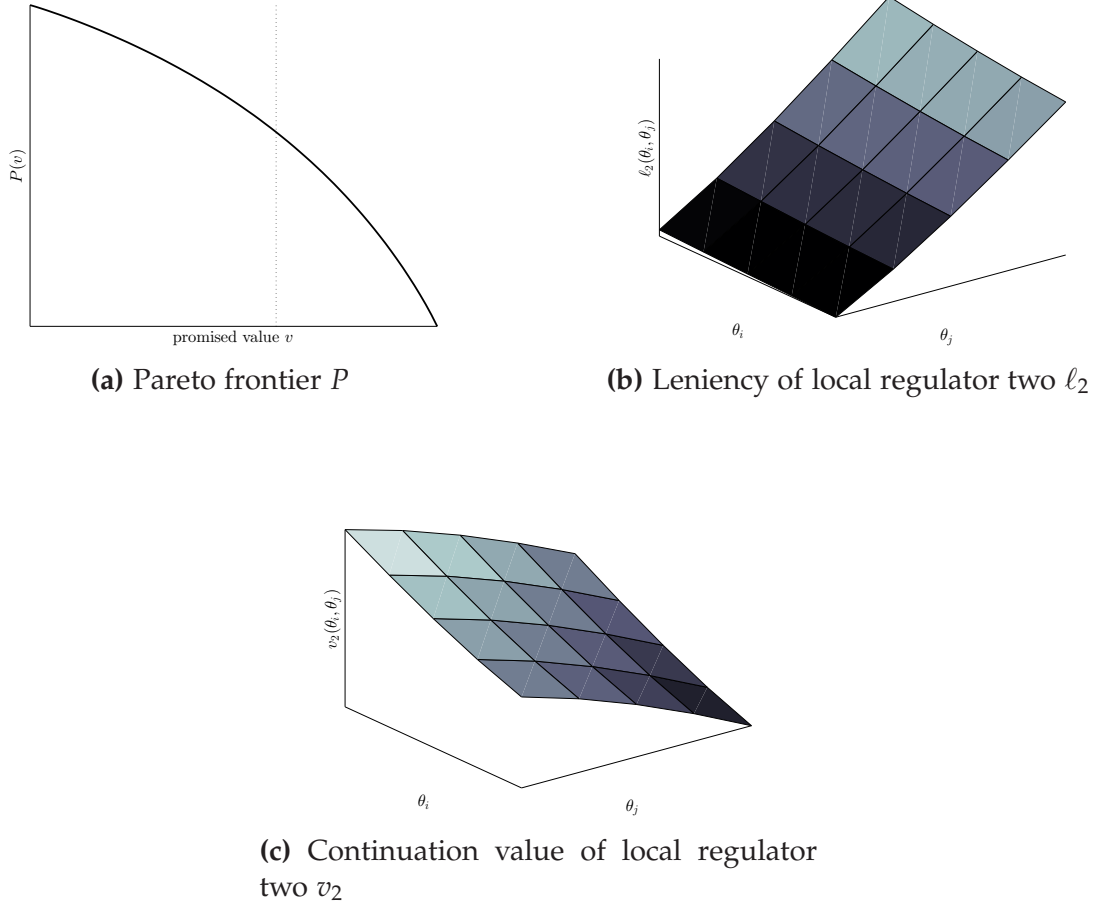 P(v)
promised value v
(a) Pareto frontier P
ℓ₂(θᵢ, θⱼ)
θᵢ
θⱼ
(b) Leniency of local regulator two ℓ₂
v₂(θᵢ, θⱼ)
θᵢ
θⱼ
(c) Continuation value of local regulator
two v₂